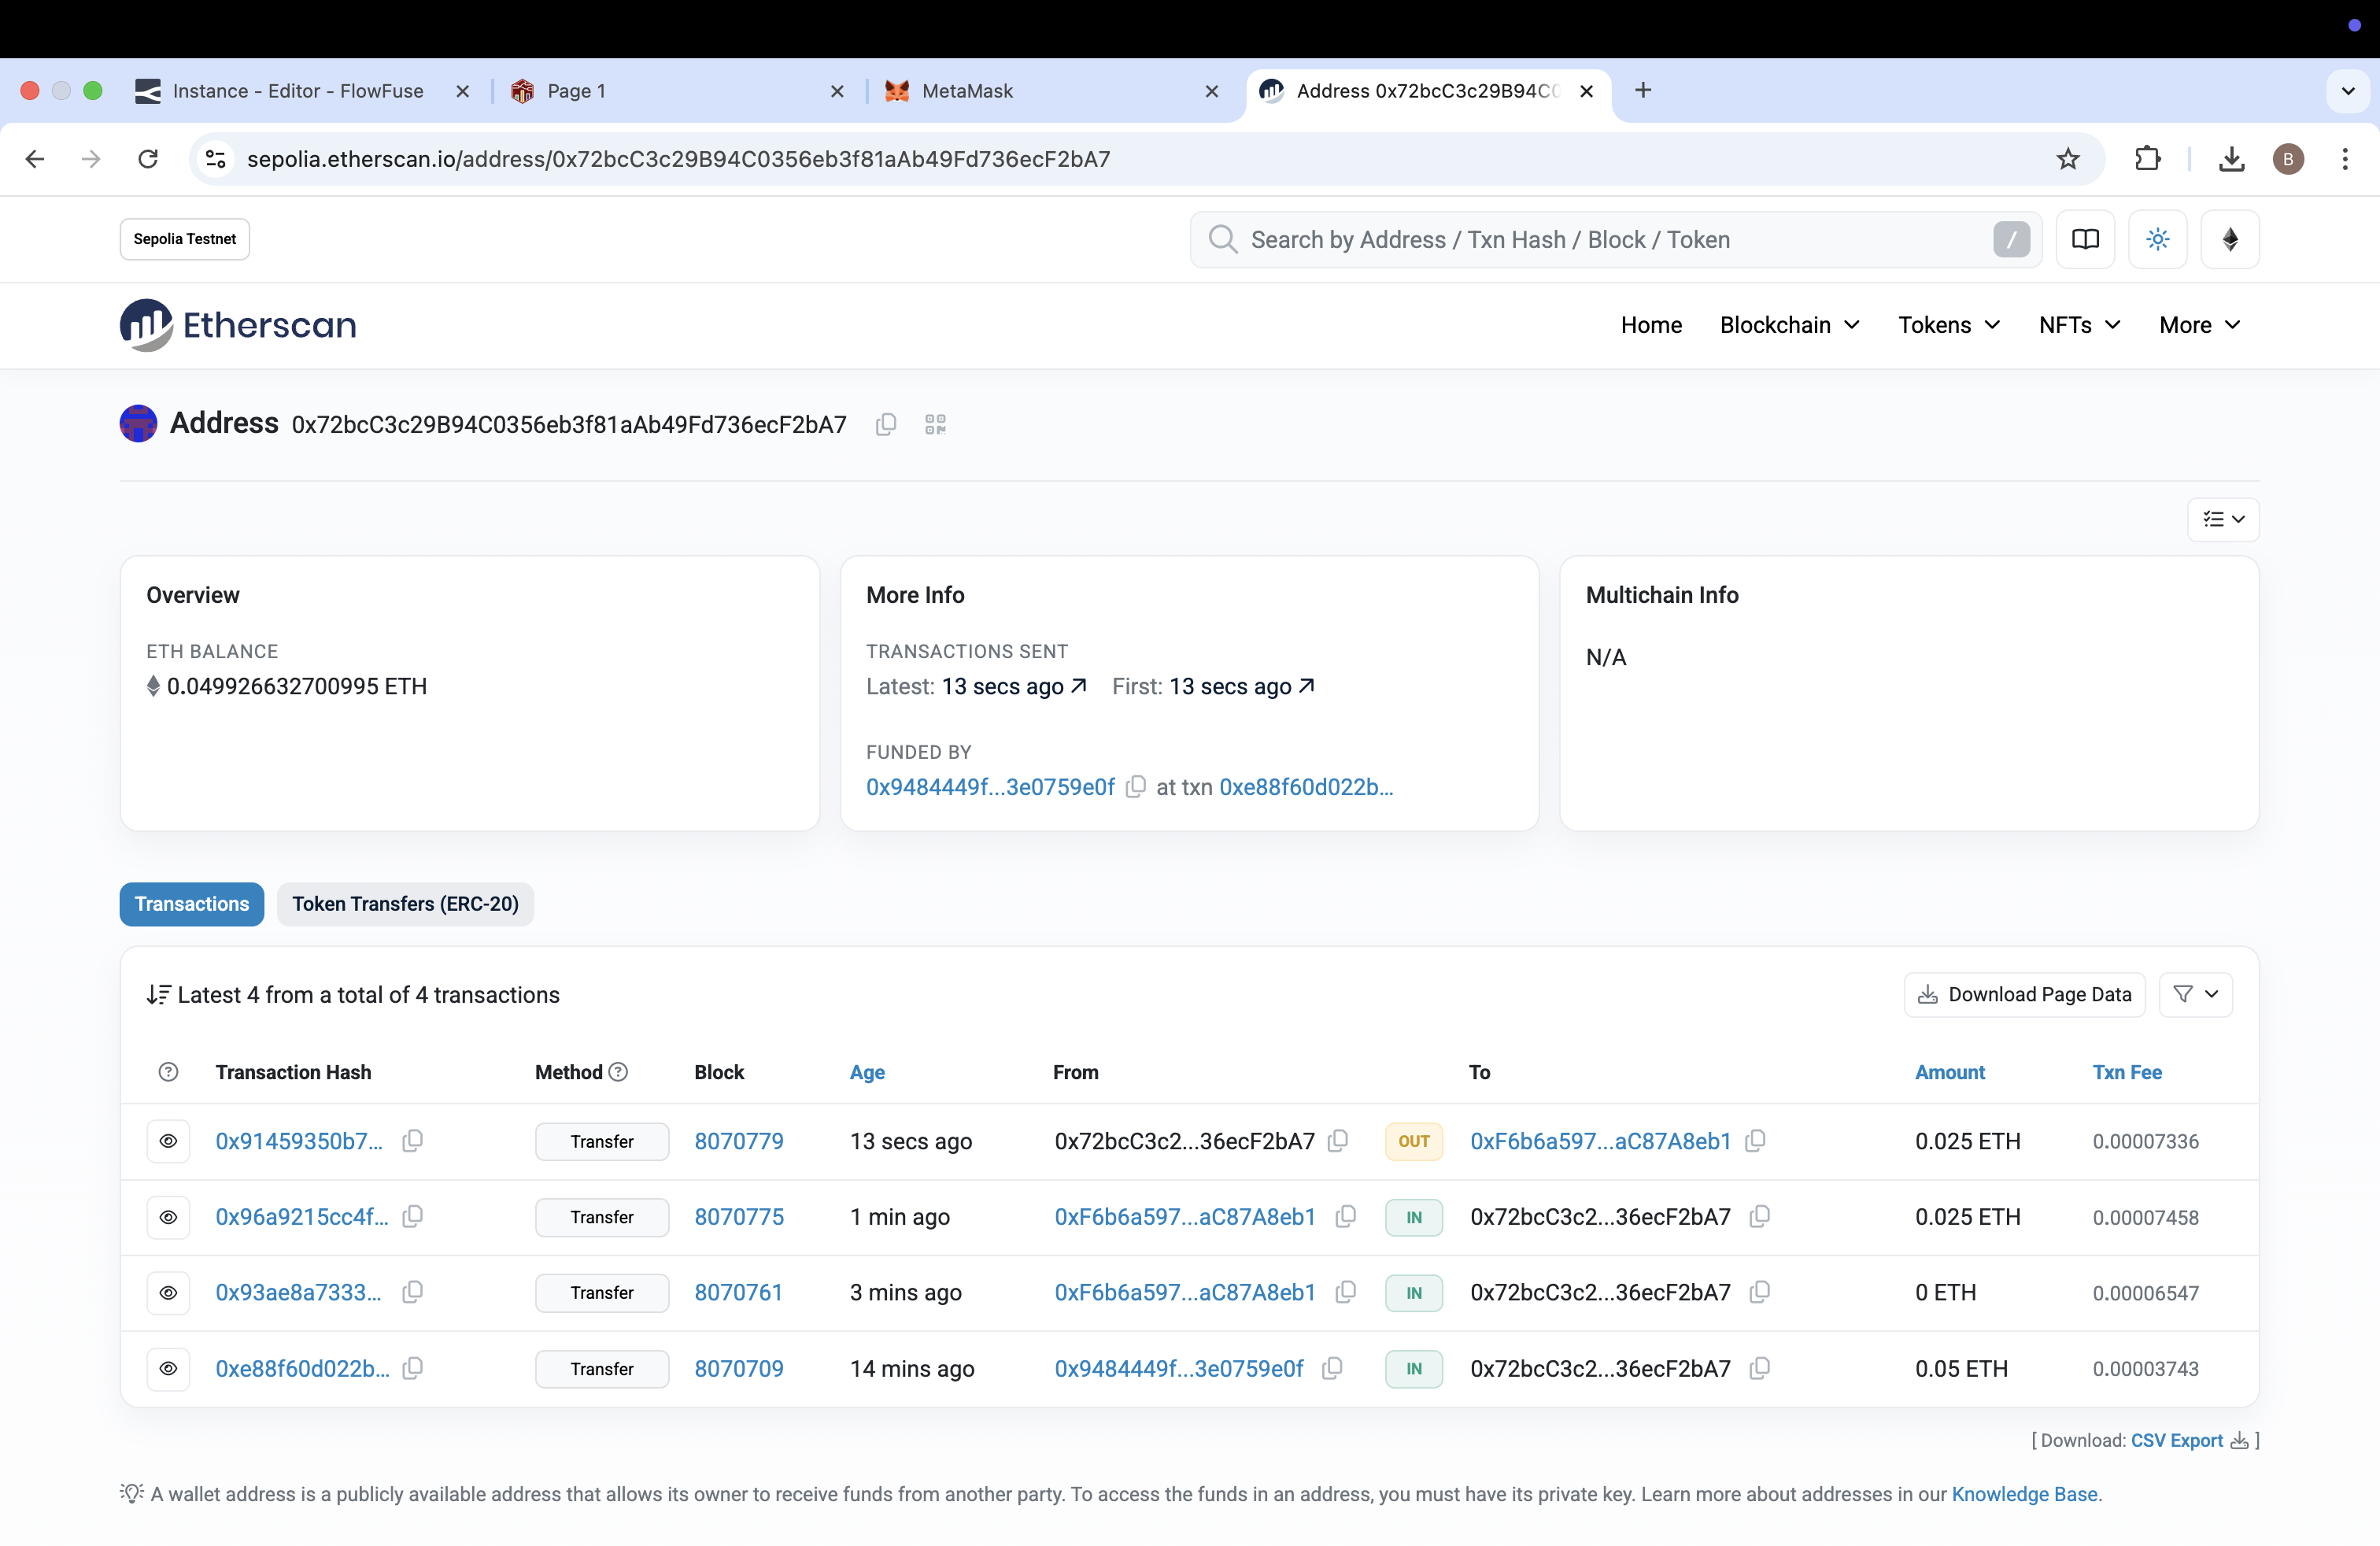 Instance - Editor - FlowFuse
Page 1
MetaMask
Address 0x72bcC3c29B94C0
sepolia.etherscan.io/address/0x72bcC3c29B94C0356eb3f81aAb49Fd736ecF2bA7
B
Sepolia Testnet
Search by Address / Txn Hash / Block / Token
/
Etherscan
Home Blockchain Tokens NFTs More
Address 0x72bcC3c29B94C0356eb3f81aAb49Fd736ecF2bA7
Overview
ETH BALANCE
0.049926632700995 ETH
More Info
TRANSACTIONS SENT
Latest: 13 secs ago First: 13 secs ago
FUNDED BY
0x9484449f...3e0759e0f at txn 0xe88f60d022b...
Multichain Info
N/A
Transactions Token Transfers (ERC-20)
Latest 4 from a total of 4 transactions
Download Page Data
Transaction Hash Method Block Age From To Amount Txn Fee
0x91459350b7... Transfer 8070779 13 secs ago 0x72bcC3c2...36ecF2bA7 OUT 0xF6b6a597...aC87A8eb1 0.025 ETH 0.00007336
0x96a9215cc4f... Transfer 8070775 1 min ago 0xF6b6a597...aC87A8eb1 IN 0x72bcC3c2...36ecF2bA7 0.025 ETH 0.00007458
0x93ae8a7333... Transfer 8070761 3 mins ago 0xF6b6a597...aC87A8eb1 IN 0x72bcC3c2...36ecF2bA7 0 ETH 0.00006547
0xe88f60d022b... Transfer 8070709 14 mins ago 0x9484449f...3e0759e0f IN 0x72bcC3c2...36ecF2bA7 0.05 ETH 0.00003743
[ Download: CSV Export ]
A wallet address is a publicly available address that allows its owner to receive funds from another party. To access the funds in an address, you must have its private key. Learn more about addresses in our Knowledge Base.